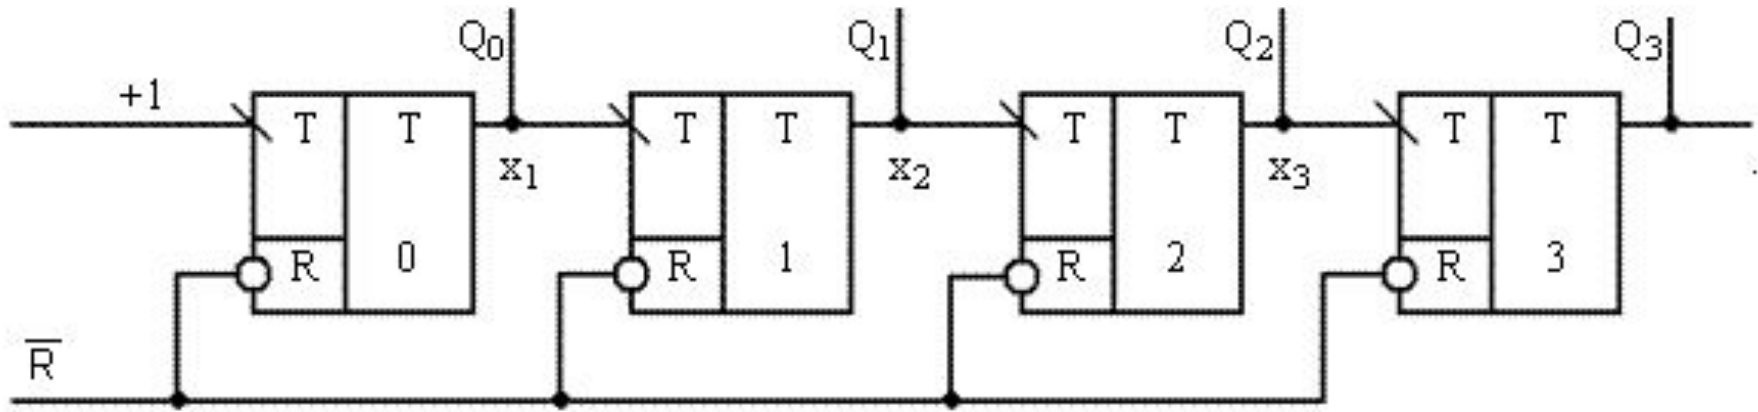 Q0 Q1 Q2 Q3
+1 T T T T T T T T
x1 x2 x3
R 0 R 1 R 2 R 3
R̅